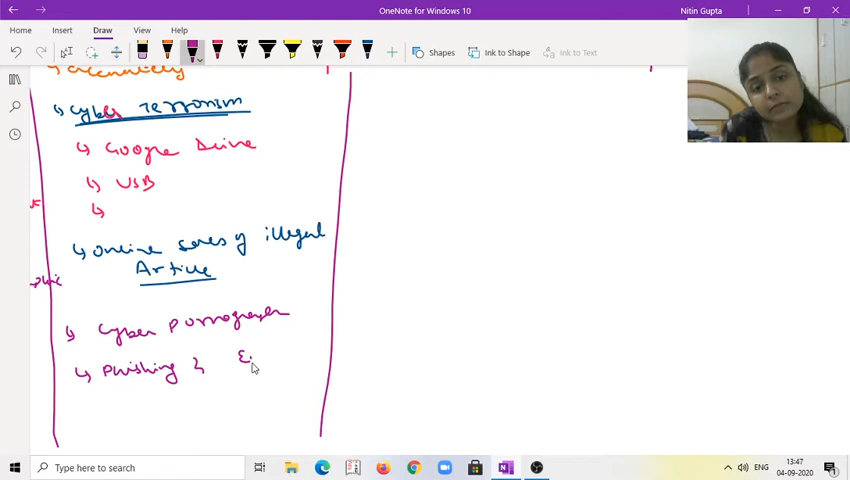 OneNote for Windows 10
Nitin Gupta
Home Insert Draw View Help
Shapes Ink to Shape Ink to Text
accurately
↳ Cyber Terrorism
↳ Google Drive
↳ USB
↳
↳ online sales of illegal
Article
↳ Cyber Pornography
↳ Phishing
Type here to search
ENG
13:47
04-09-2020